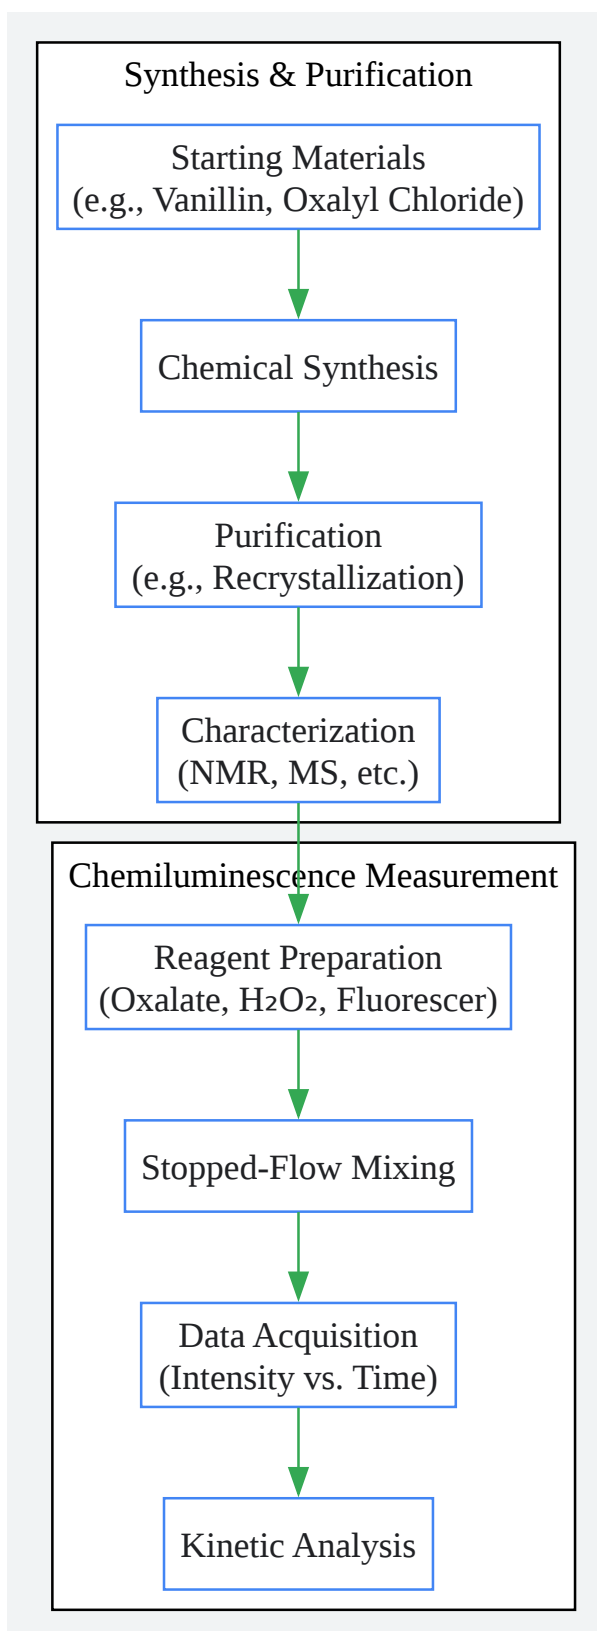 Synthesis & Purification
Starting Materials
(e.g., Vanillin, Oxalyl Chloride)
Chemical Synthesis
Purification
(e.g., Recrystallization)
Characterization
(NMR, MS, etc.)
Chemiluminescence Measurement
Reagent Preparation
(Oxalate, H₂O₂, Fluorescer)
Stopped-Flow Mixing
Data Acquisition
(Intensity vs. Time)
Kinetic Analysis